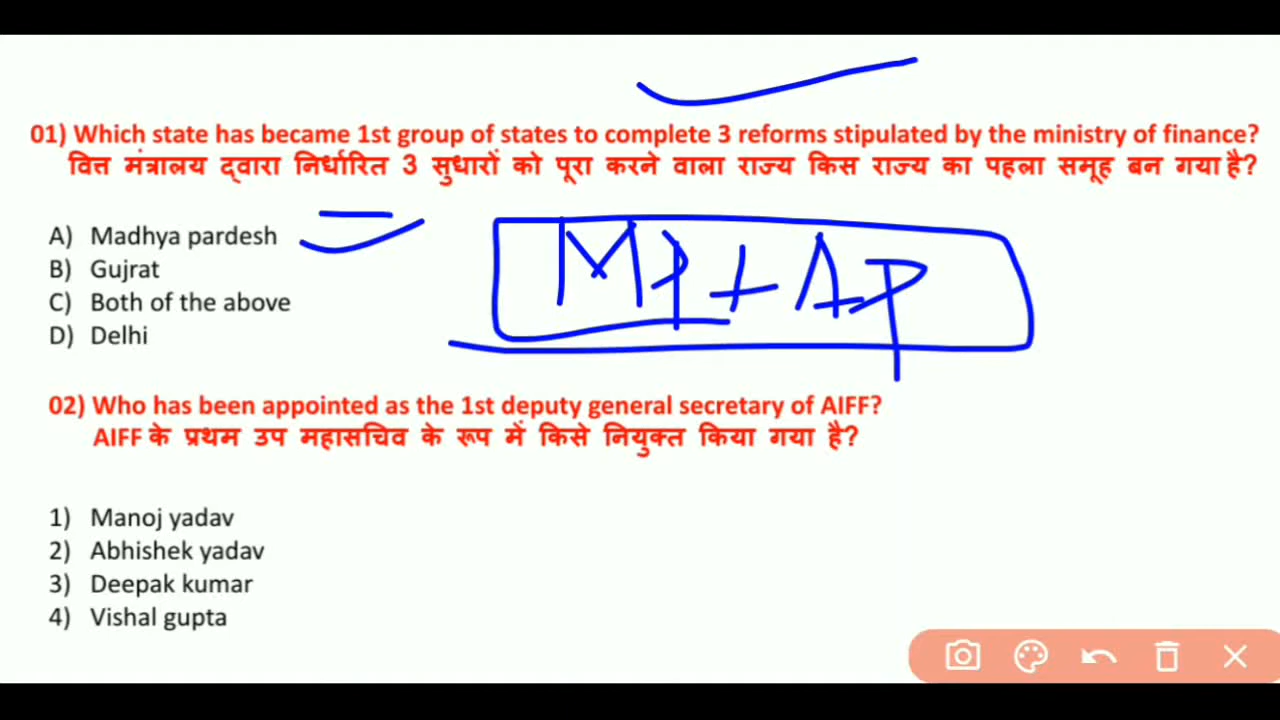 01) Which state has became 1st group of states to complete 3 reforms stipulated by the ministry of finance?
वित्त मंत्रालय द्वारा निर्धारित 3 सुधारों को पूरा करने वाला राज्य किस राज्य का पहला समूह बन गया है?
A) Madhya pardesh
B) Gujrat
C) Both of the above
D) Delhi
MP + AP
02) Who has been appointed as the 1st deputy general secretary of AIFF?
AIFF के प्रथम उप महासचिव के रूप में किसे नियुक्त किया गया है?
1) Manoj yadav
2) Abhishek yadav
3) Deepak kumar
4) Vishal gupta